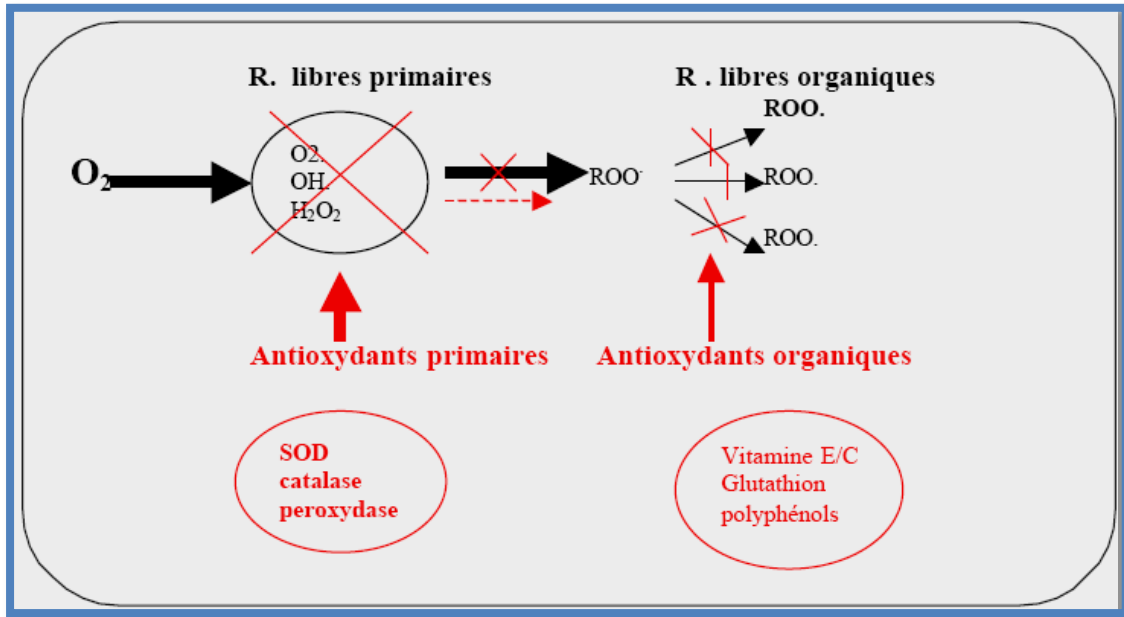 R. libres primaires
R . libres organiques
ROO.
O₂
O2.
OH.
H₂O₂
ROO·
ROO.
ROO.
Antioxydants primaires
Antioxydants organiques
SOD
catalase
peroxydase
Vitamine E/C
Glutathion
polyphénols